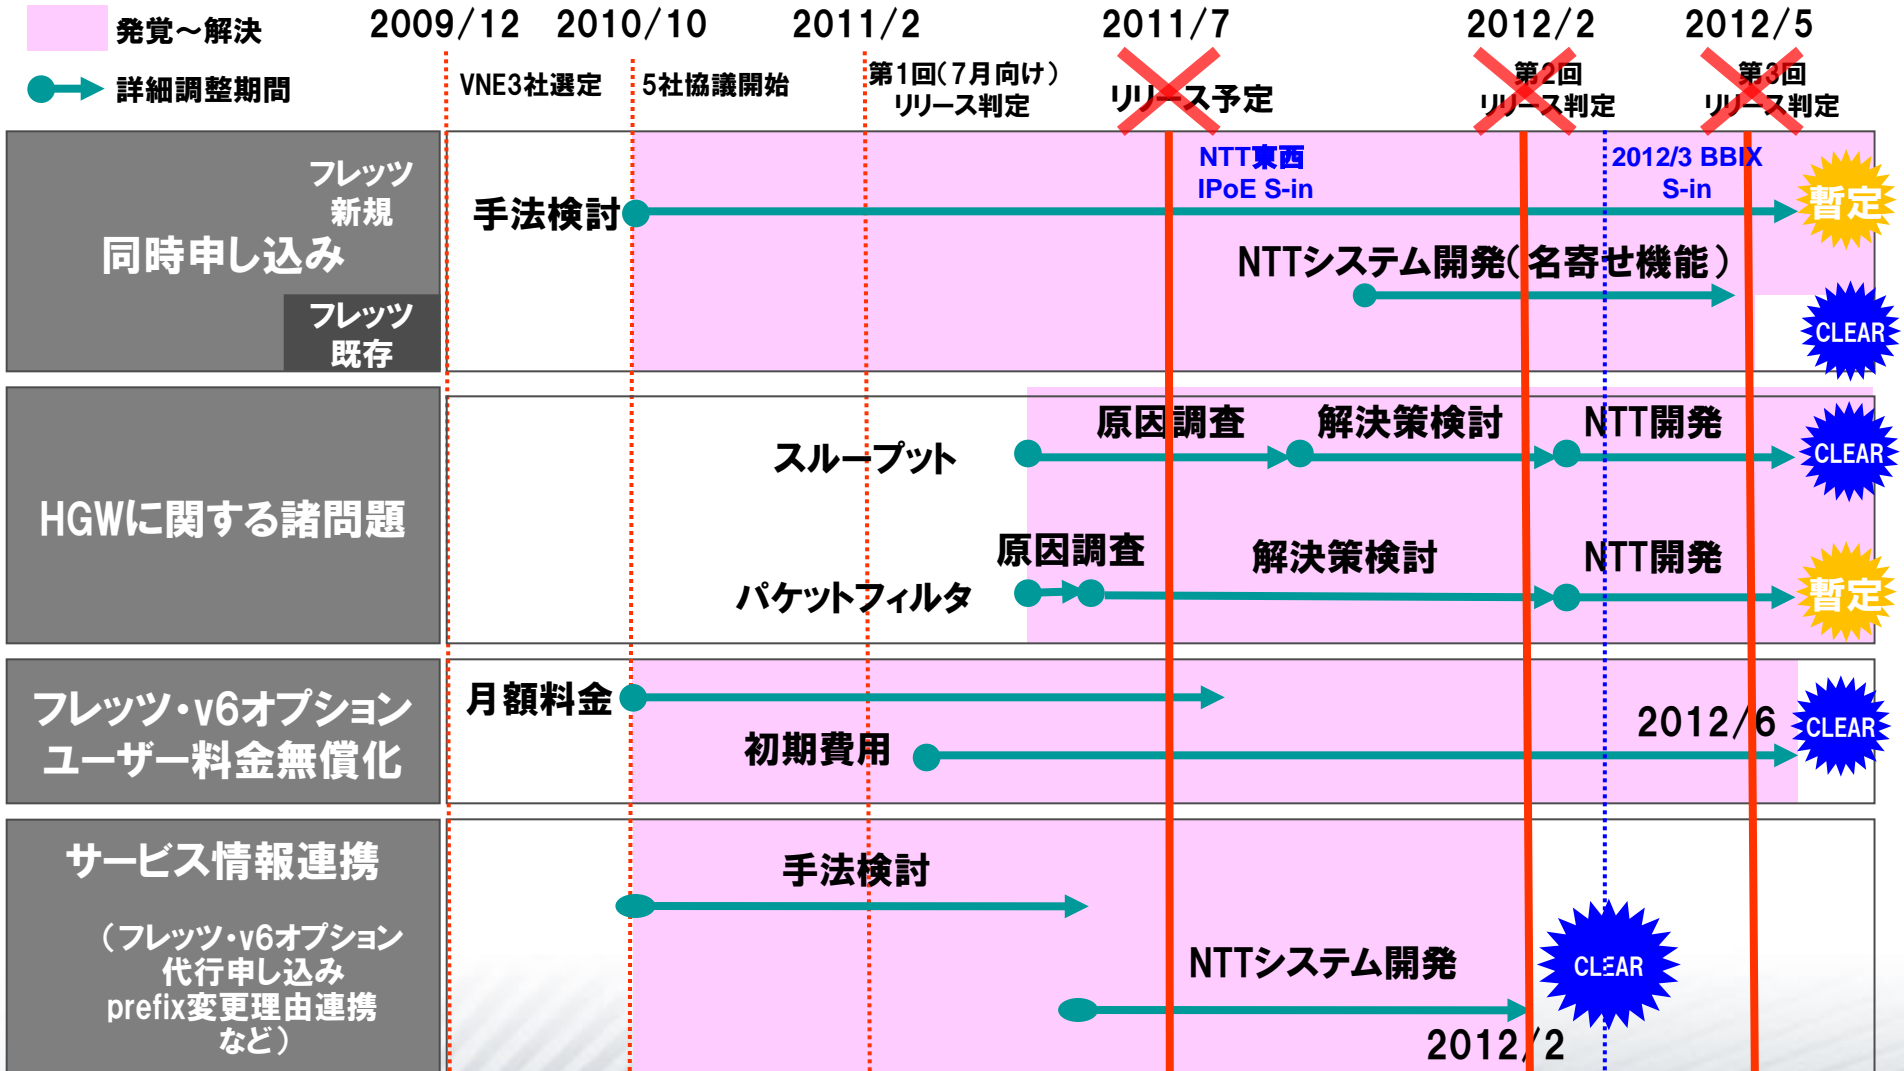 発覚～解決
詳細調整期間
2009/12
2010/10
2011/2
2011/7
2012/2
2012/5
VNE3社選定
5社協議開始
第1回（7月向け）
リリース判定
リリース予定
第2回
リリース判定
第3回
リリース判定
フレッツ
新規
同時申し込み
フレッツ
既存
手法検討
NTT東西
IPoE S-in
2012/3 BBIX
S-in
暫定
NTTシステム開発（名寄せ機能）
CLEAR
HGWに関する諸問題
スループット
原因調査
解決策検討
NTT開発
CLEAR
パケットフィルタ
原因調査
解決策検討
NTT開発
暫定
フレッツ・v6オプション
ユーザー料金無償化
月額料金
初期費用
2012/6
CLEAR
サービス情報連携
（フレッツ・v6オプション
代行申し込み
prefix変更理由連携
など）
手法検討
NTTシステム開発
2012/2
CLEAR